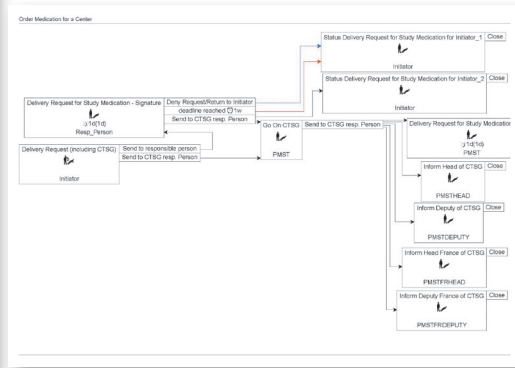 Order Medication for a Center
Status Delivery Request for Study Medication for Initiator_1 Close
Initiator
Status Delivery Request for Study Medication for Initiator_2 Close
Initiator
Delivery Request for Study Medication - Signature
1d(1d)
Resp_Person
Deny Request/Return to Initiator
deadline reached 1w
Send to CTSG resp. Person
Delivery Request (including CTSG)
Initiator
Send to responsible person
Send to CTSG resp. Person
Go On CTSG
PMST
Send to CTSG resp. Person
Delivery Request for Study Medicatio
1d(1d)
PMST
Inform Head of CTSG Close
PMSTHEAD
Inform Deputy of CTSG Close
PMSTDEPUTY
Inform Head France of CTSG Close
PMSTFRHEAD
Inform Deputy France of CTSG Close
PMSTFRDEPUTY